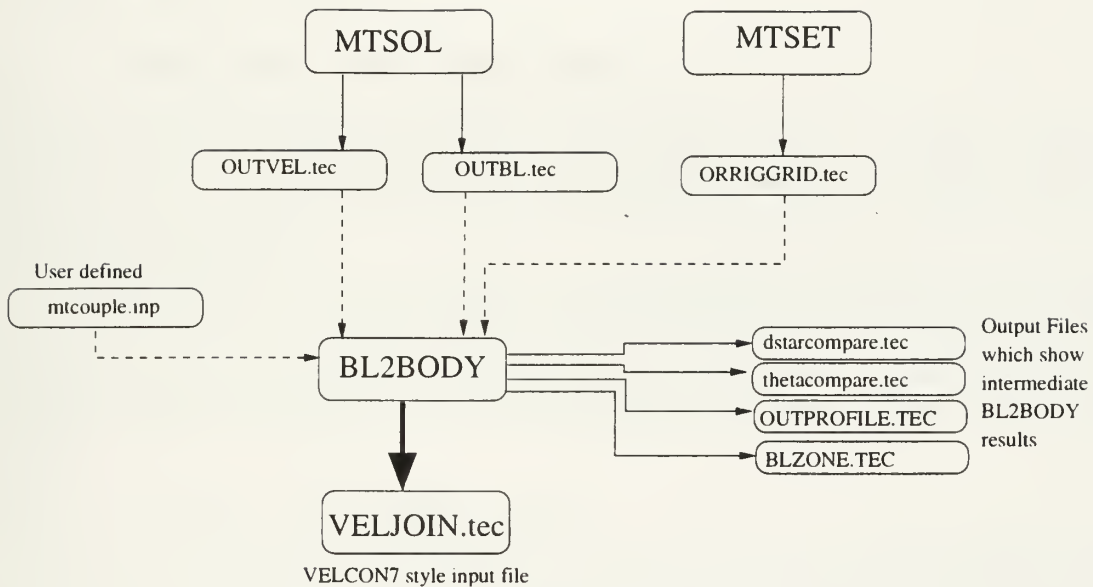 MTSOL
MTSET
OUTVEL.tec
OUTBL.tec
ORRIGGRID.tec
User defined
mtcouple.inp
BL2BODY
dstarcompare.tec
thetacompare.tec
OUTPROFILE.TEC
BLZONE.TEC
Output Files
which show
intermediate
BL2BODY
results
VELJOIN.tec
VELCON7 style input file